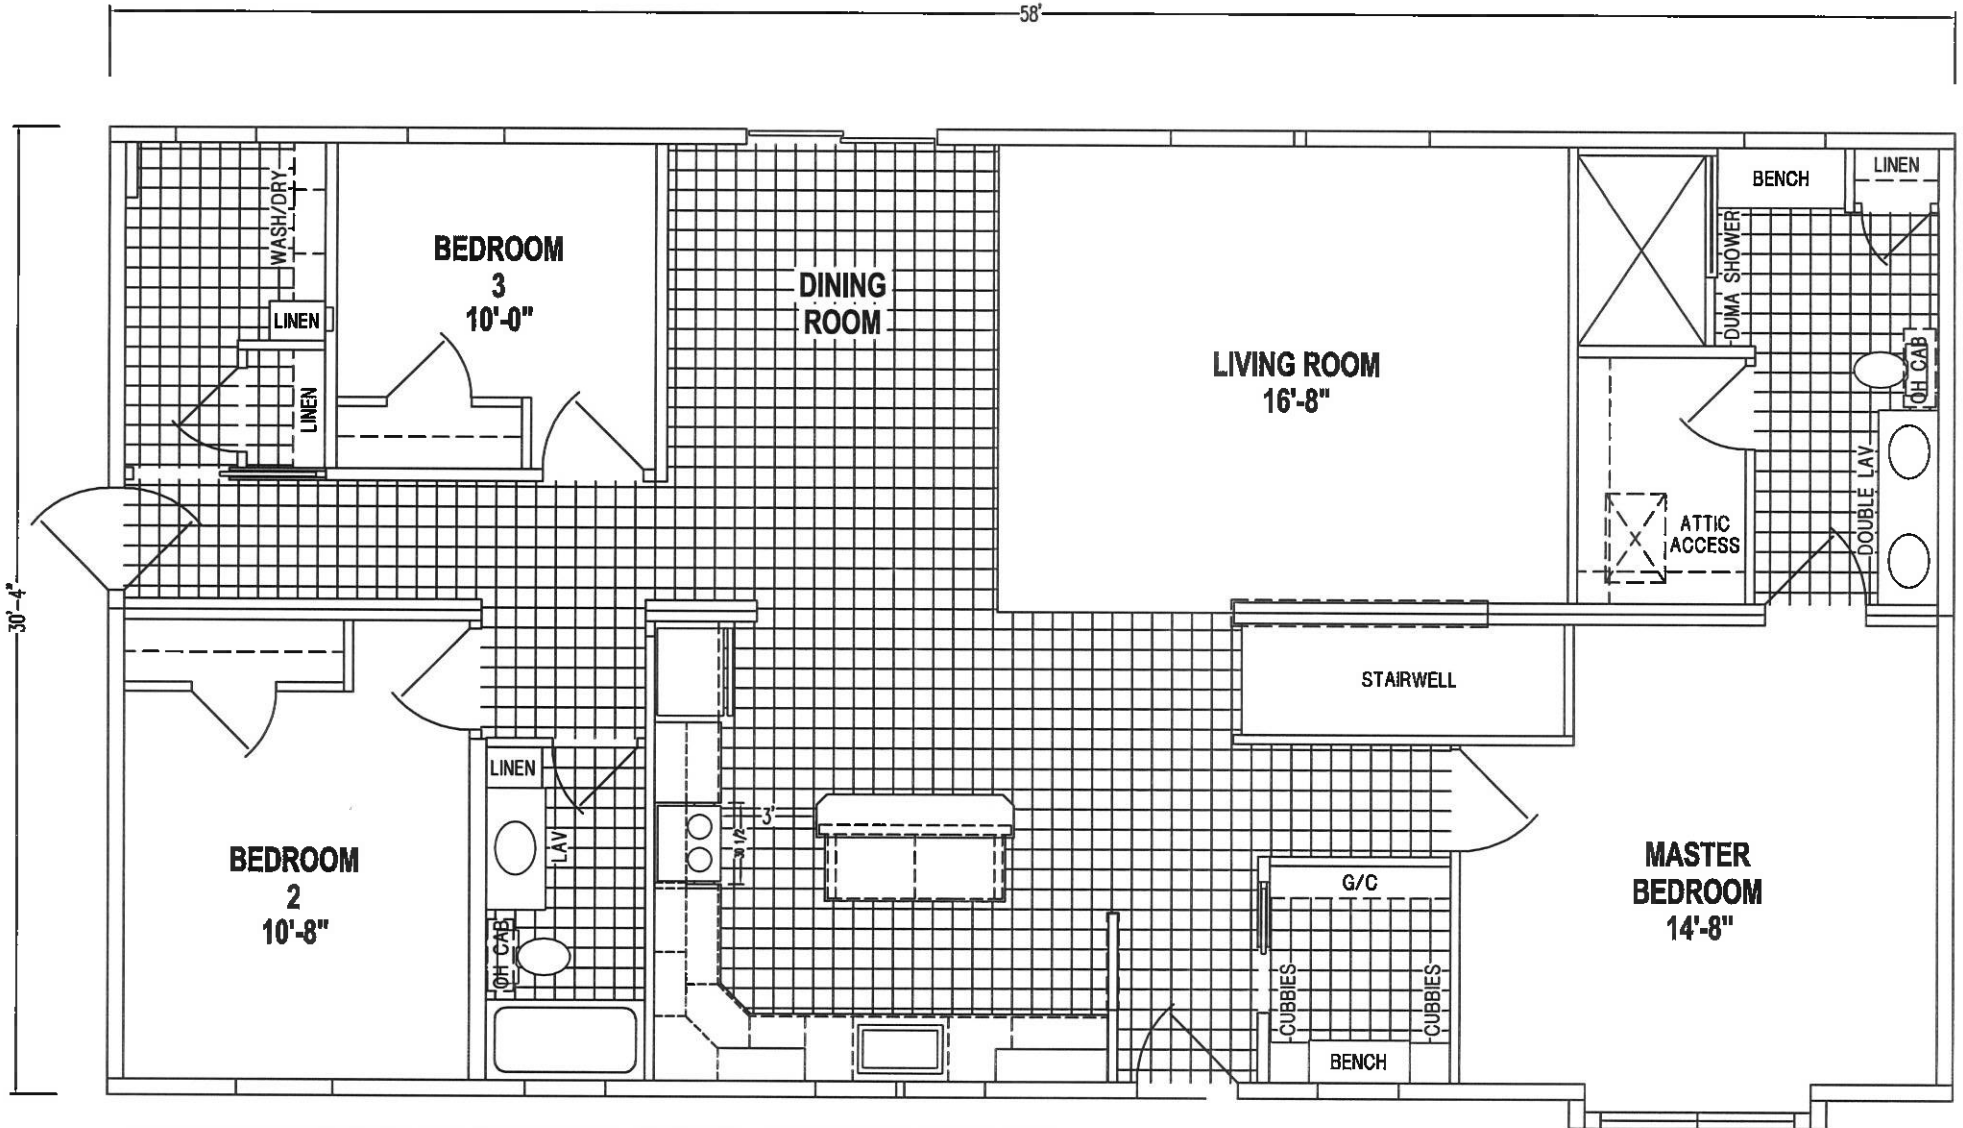 58'
30'-4"
WASH/DRY
LINEN
LINEN
BEDROOM
3
10'-0"
DINING
ROOM
LIVING ROOM
16'-8"
DUMA SHOWER
BENCH
LINEN
OH CAB
DOUBLE LAV
ATTIC
ACCESS
STAIRWELL
BEDROOM
2
10'-8"
LINEN
LAV
OH CAB
3'
30 1/2
G/C
CUBBIES
CUBBIES
BENCH
MASTER
BEDROOM
14'-8"